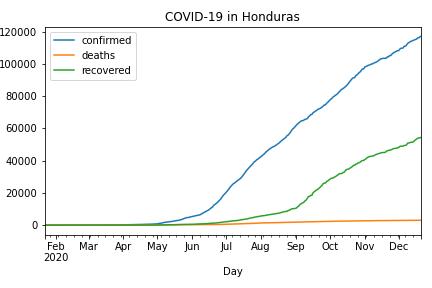 COVID-19 in Honduras
120000
100000
80000
60000
40000
20000
0
confirmed
deaths
recovered
Feb Mar Apr May Jun Jul Aug Sep Oct Nov Dec
2020
Day